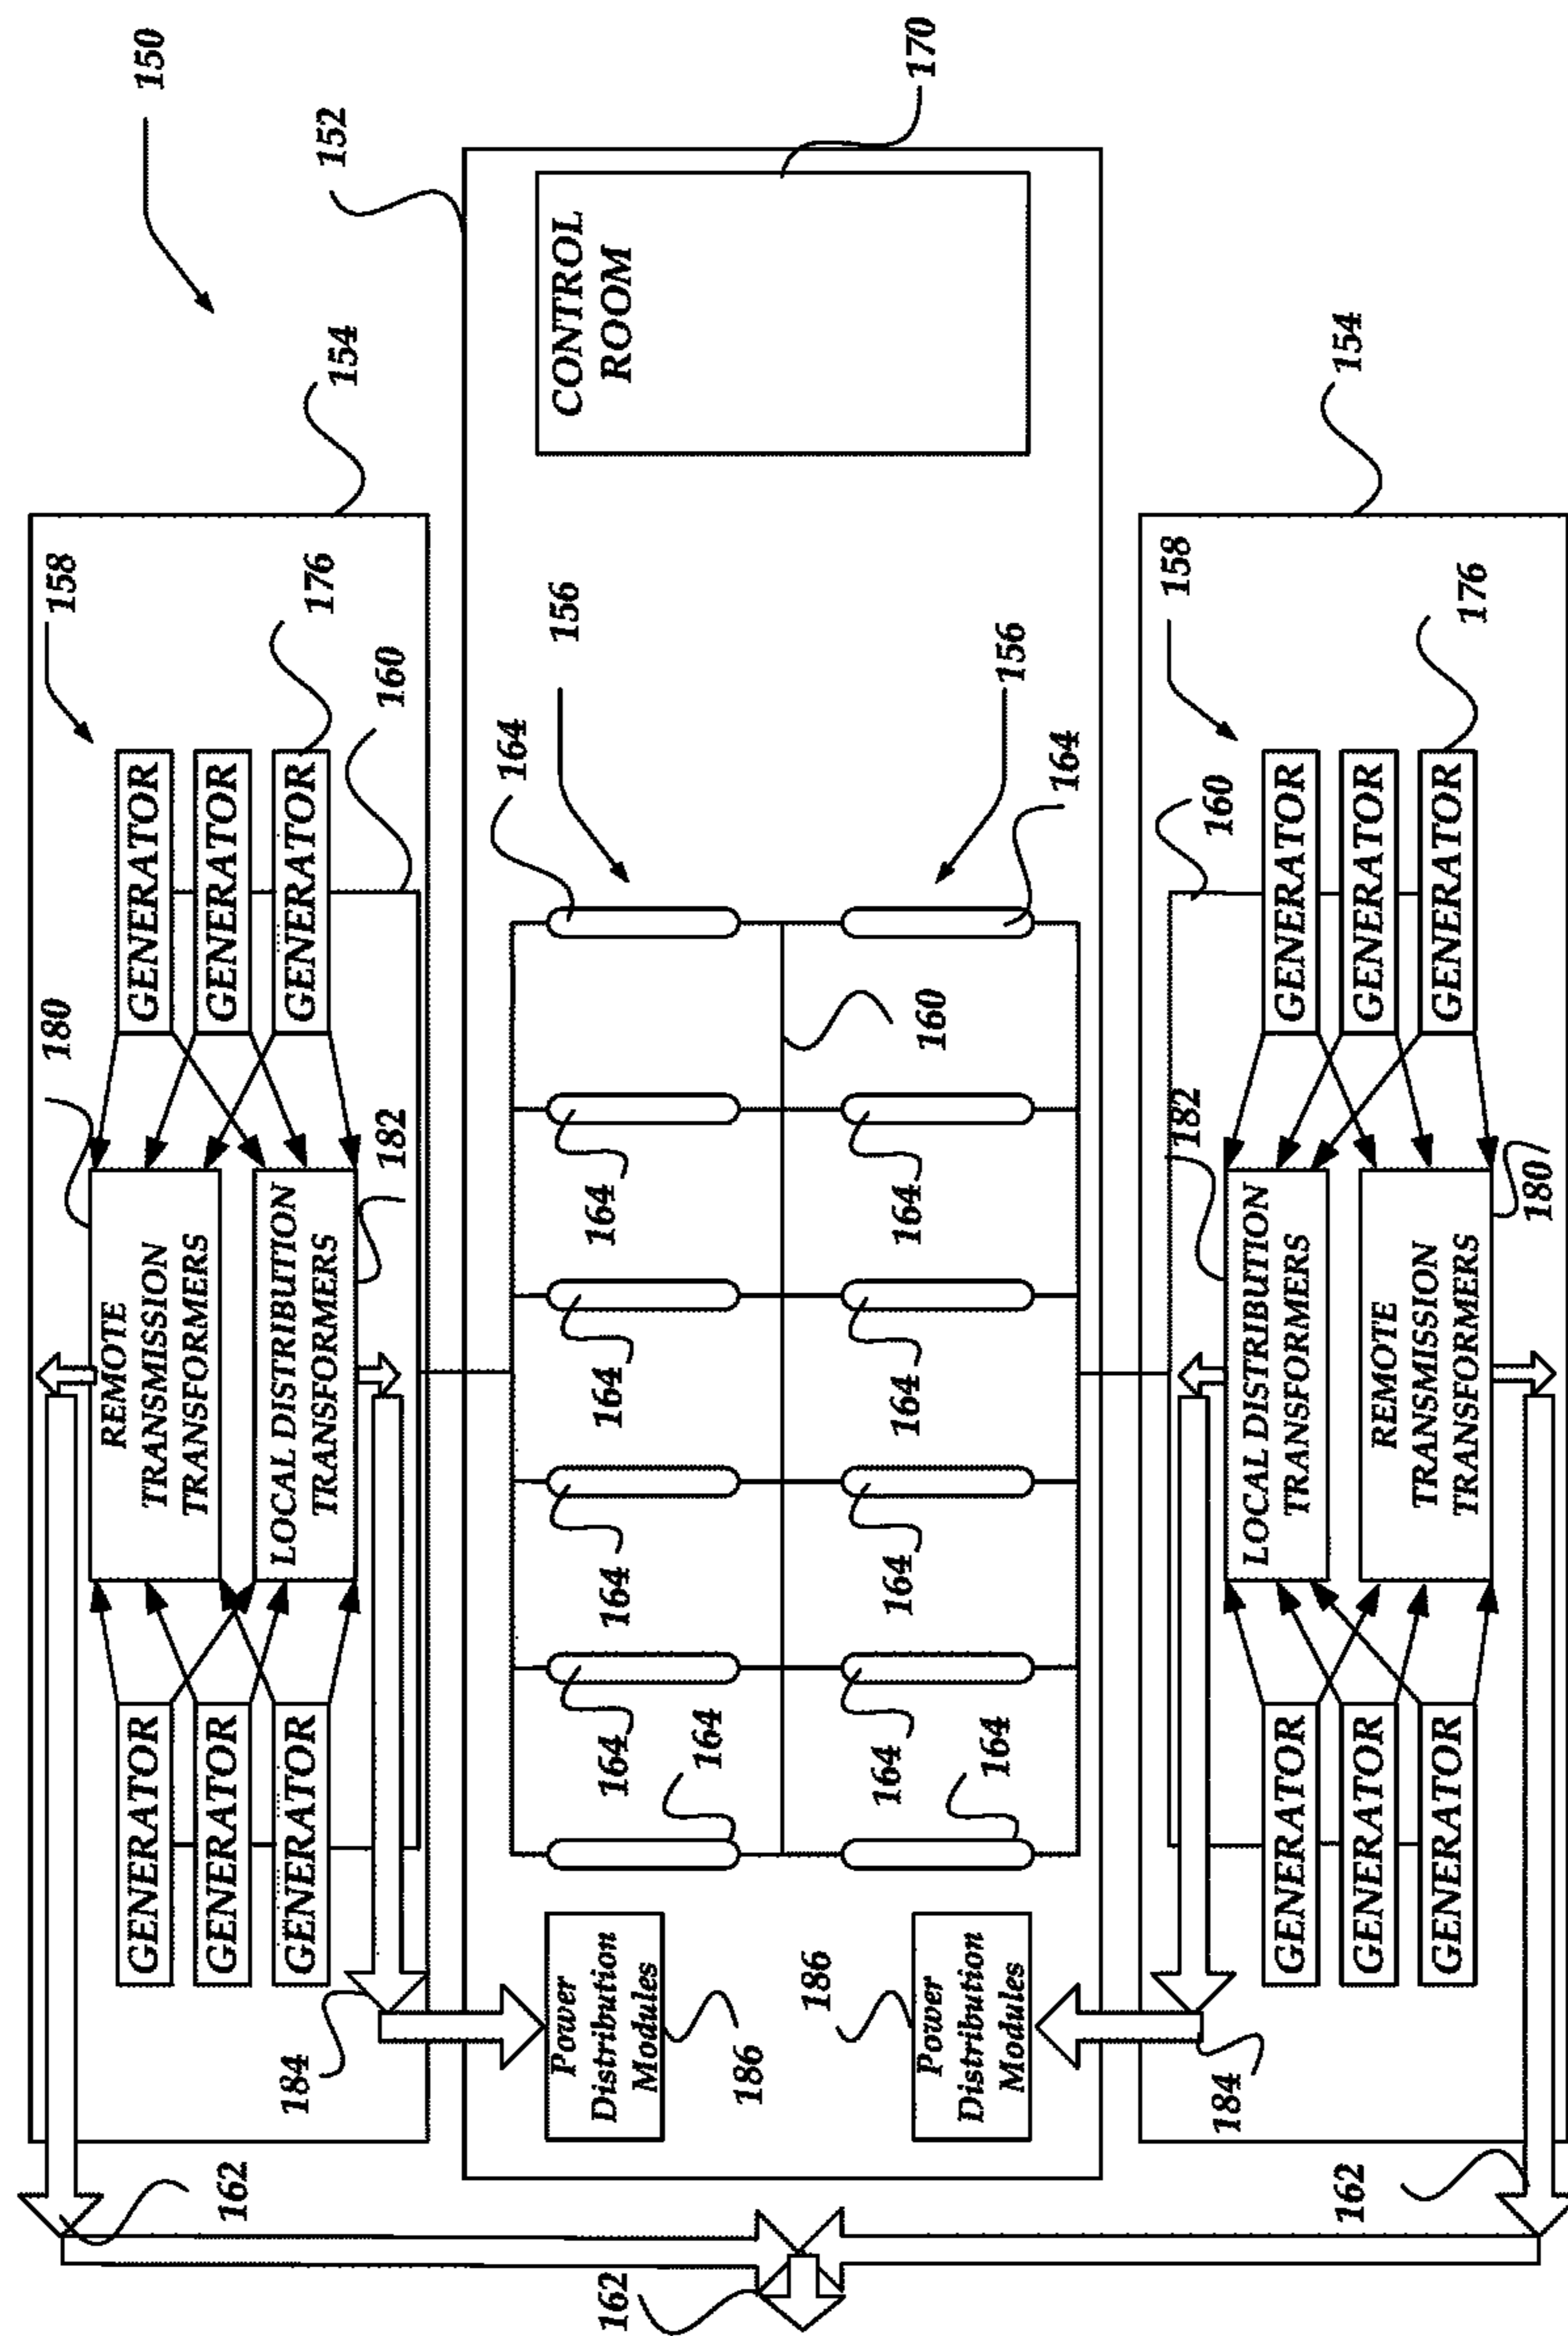 180
158
150
GENERATOR
REMOTE
TRANSMISSION
TRANSFORMERS
GENERATOR
GENERATOR
GENERATOR
162
GENERATOR
LOCAL DISTRIBUTION
TRANSFORMERS
GENERATOR
184
176
152
154
182
160
164
156
Power
Distribution
Modules
CONTROL
ROOM
162
164
164
164
164
164
186
186
164
164
164
164
160
170
Power
Distribution
Modules
164
156
164
158
182
160
184
GENERATOR
LOCAL DISTRIBUTION
TRANSFORMERS
GENERATOR
162
154
GENERATOR
REMOTE
TRANSMISSION
TRANSFORMERS
GENERATOR
GENERATOR
GENERATOR
176
180